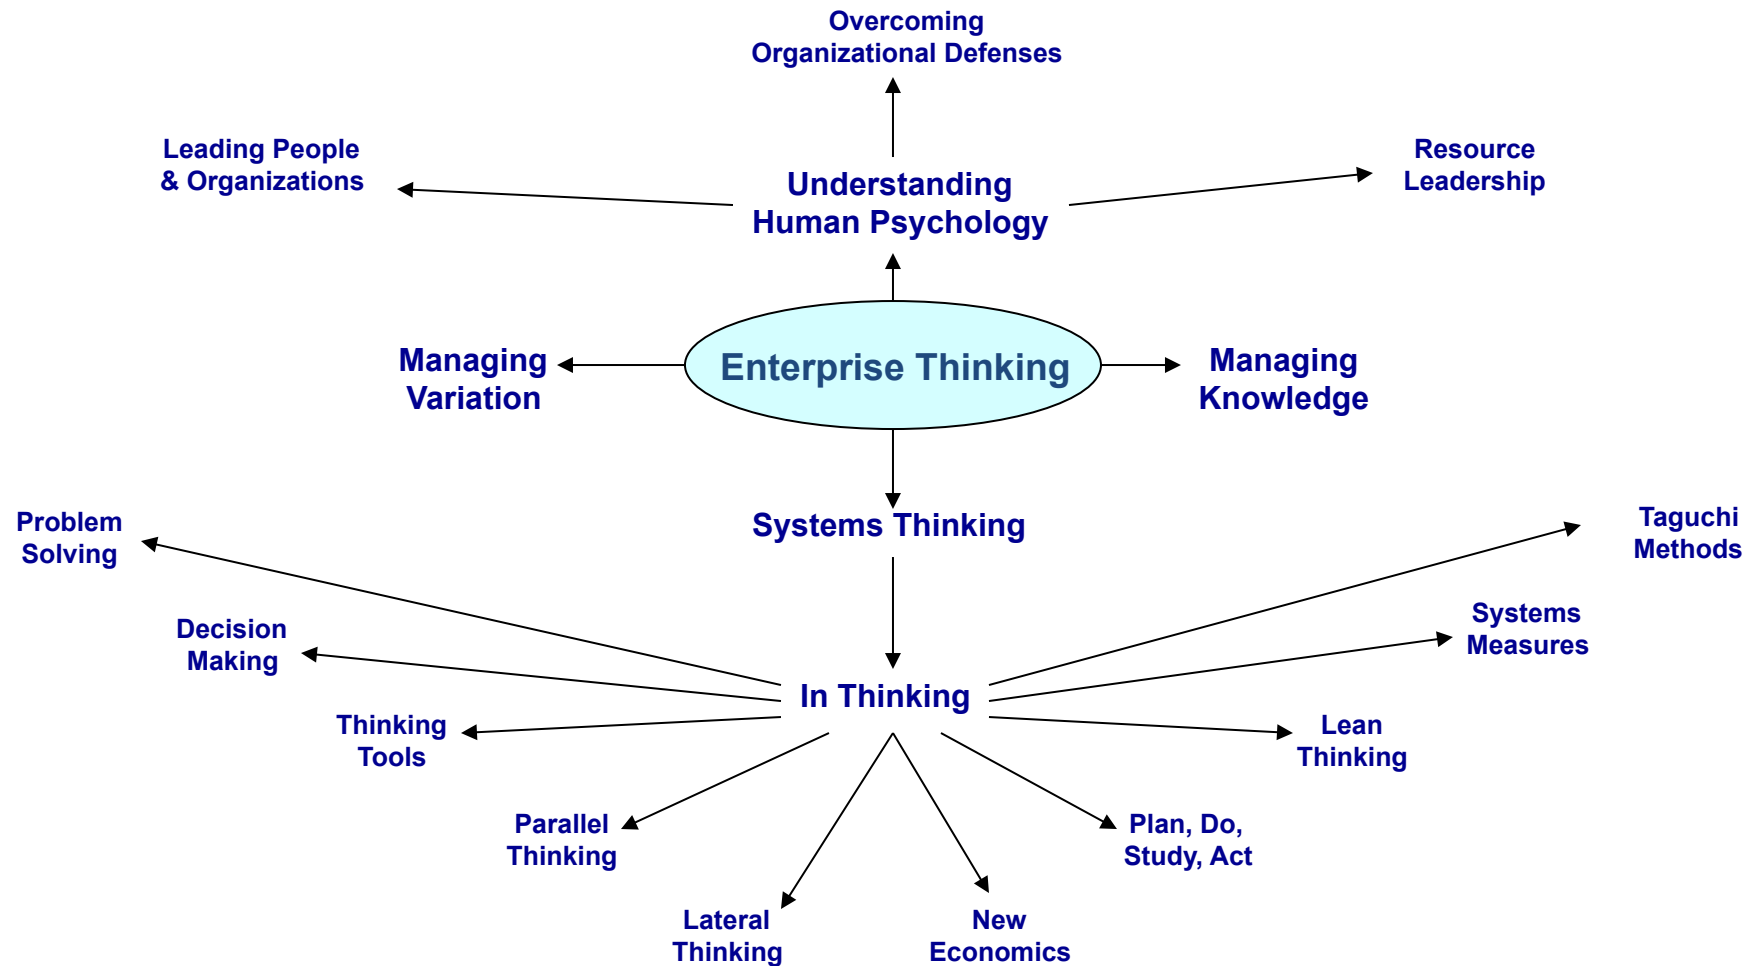 Overcoming
Organizational Defenses
Leading People
& Organizations
Resource
Leadership
Understanding
Human Psychology
Managing
Variation
Enterprise Thinking
Managing
Knowledge
Systems Thinking
Problem
Solving
Taguchi
Methods
Decision
Making
Systems
Measures
In Thinking
Thinking
Tools
Lean
Thinking
Parallel
Thinking
Plan, Do,
Study, Act
Lateral
Thinking
New
Economics